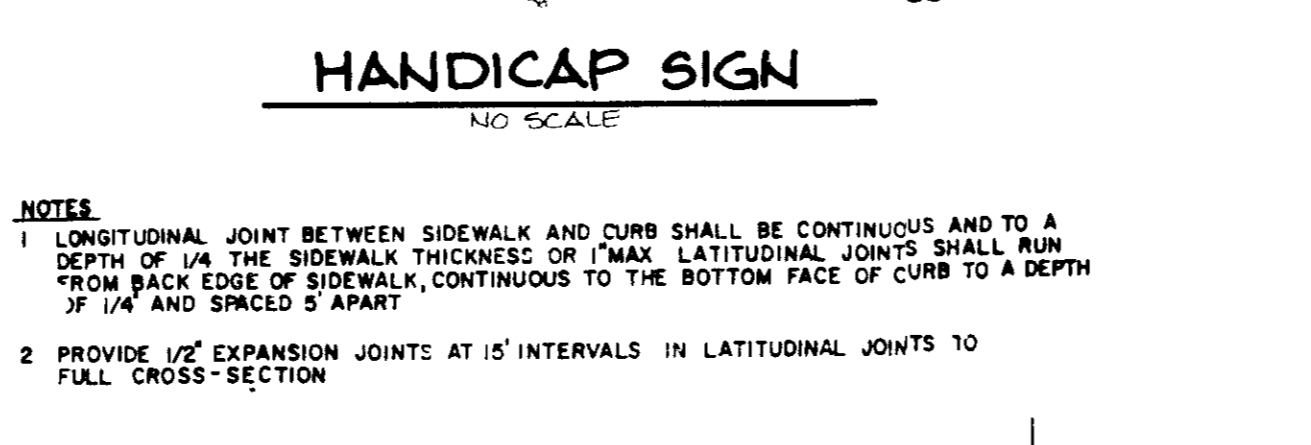 HANDICAP SIGN
NO SCALE
NOTES
1 LONGITUDINAL JOINT BETWEEN SIDEWALK AND CURB SHALL BE CONTINUOUS AND TO A
DEPTH OF 1/4 THE SIDEWALK THICKNESS OR 1" MAX LATITUDINAL JOINTS SHALL RUN
FROM BACK EDGE OF SIDEWALK, CONTINUOUS TO THE BOTTOM FACE OF CURB TO A DEPTH
OF 1/4" AND SPACED 5' APART
2 PROVIDE 1/2" EXPANSION JOINTS AT 15' INTERVALS IN LATITUDINAL JOINTS TO
FULL CROSS-SECTION